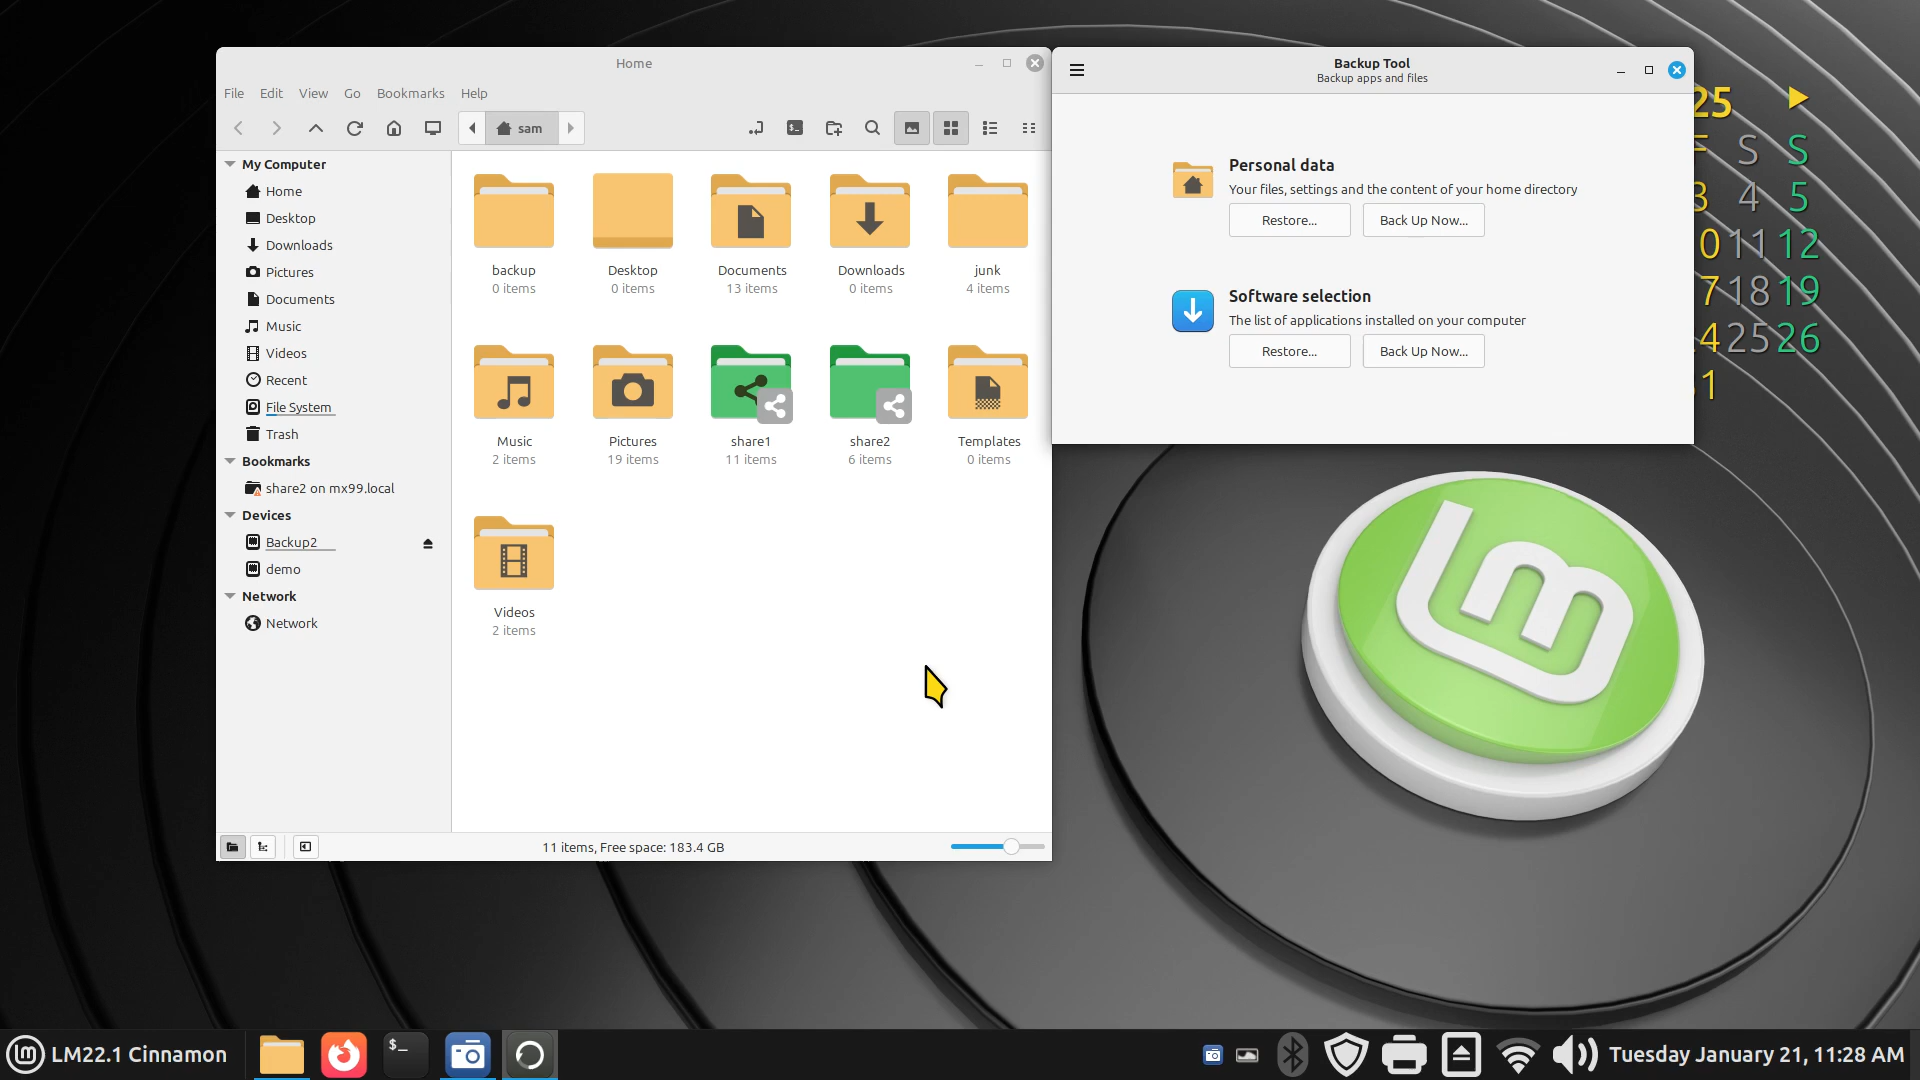 Home
File Edit View Go Bookmarks Help
sam
My Computer
Home
Desktop
Downloads
Pictures
Documents
Music
Videos
Recent
File System
Trash
Bookmarks
share2 on mx99.local
Devices
Backup2
demo
Network
Network
backup
0 items
Desktop
0 items
Documents
13 items
Downloads
0 items
junk
4 items
Music
2 items
Pictures
19 items
share1
11 items
share2
6 items
Templates
0 items
Videos
2 items
11 items, Free space: 183.4 GB
Backup Tool
Backup apps and files
Personal data
Your files, settings and the content of your home directory
Restore... Back Up Now...
Software selection
The list of applications installed on your computer
Restore... Back Up Now...
25
S S
4 5
0 11 12
7 18 19
4 25 26
1
LM22.1 Cinnamon
$_
Tuesday January 21, 11:28 AM